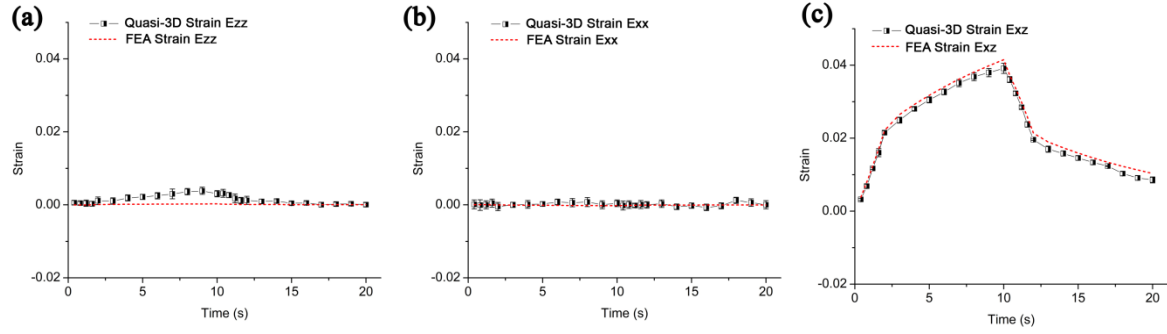 (a)
Quasi-3D Strain Ezz
FEA Strain Ezz
0.04
0.02
0.00
-0.02
Strain
0
5
10
15
20
Time (s)
(b)
Quasi-3D Strain Exx
FEA Strain Exx
0.04
0.02
0.00
-0.02
Strain
0
5
10
15
20
Time (s)
(c)
Quasi-3D Strain Exz
FEA Strain Exz
0.04
0.02
0.00
-0.02
Strain
0
5
10
15
20
Time (s)